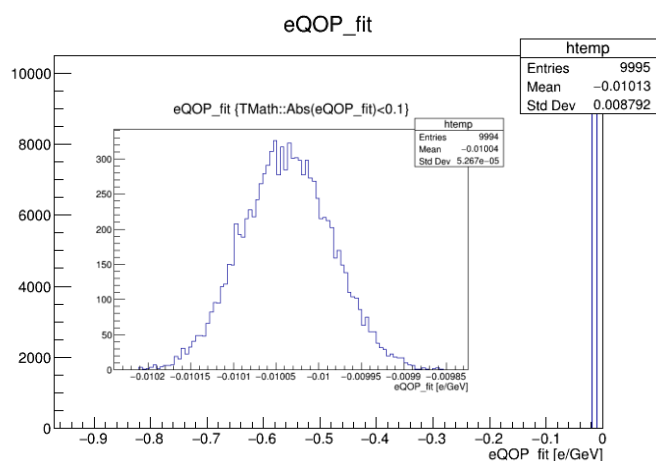 eQOP_fit
htemp
Entries 9995
Mean −0.01013
Std Dev 0.008792
10000
8000
6000
4000
2000
0
−0.9 −0.8 −0.7 −0.6 −0.5 −0.4 −0.3 −0.2 −0.1 0
eQOP_fit [e/GeV]
eQOP_fit {TMath::Abs(eQOP_fit)<0.1}
htemp
Entries 9994
Mean −0.01004
Std Dev 5.267e−05
300
250
200
150
100
50
0
−0.0102 −0.01015 −0.0101 −0.01005 −0.01 −0.00995 −0.0099 −0.00985
eQOP_fit [e/GeV]